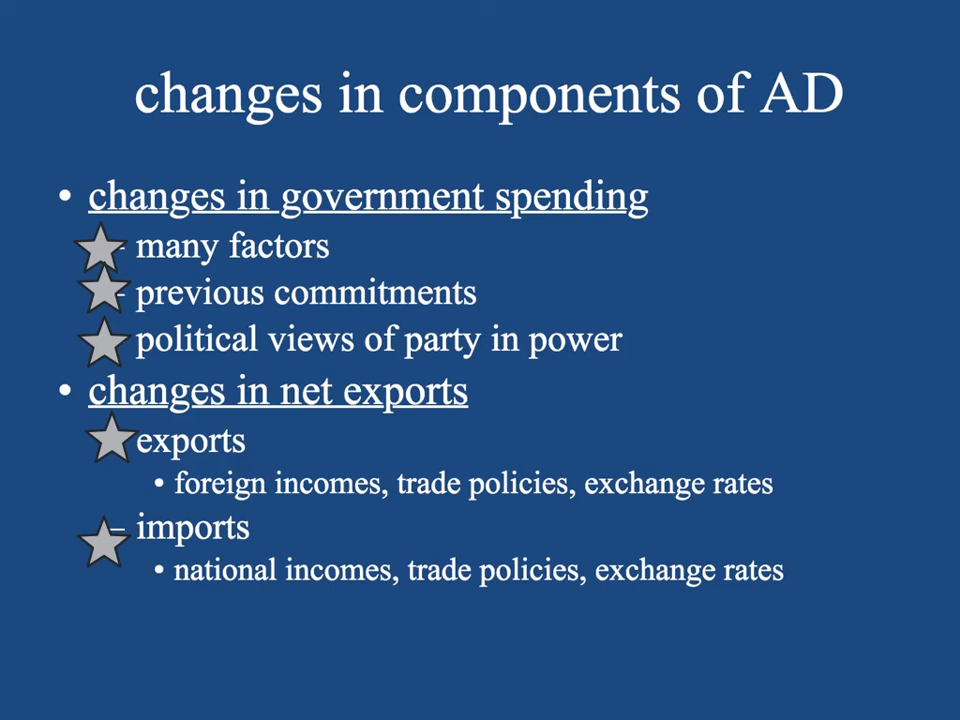 changes in components of AD
• changes in government spending
– many factors
– previous commitments
political views of party in power
• changes in net exports
exports
• foreign incomes, trade policies, exchange rates
– imports
• national incomes, trade policies, exchange rates